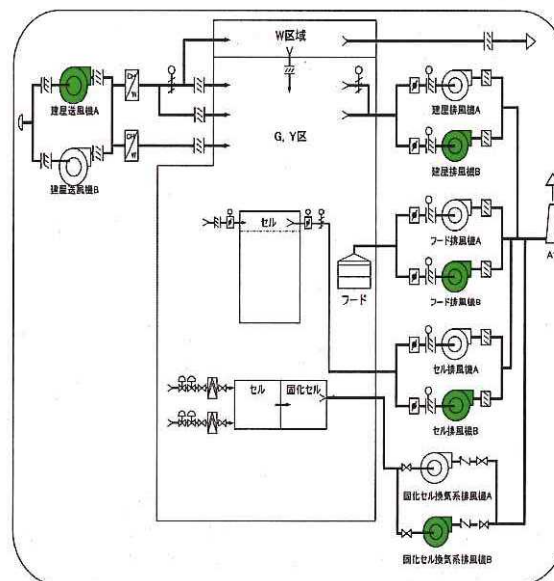 W区域
建屋送風機A
建屋排風機A
G, Y区
建屋送風機B
建屋排風機B
セル
フード排風機A
フード
フード排風機B
セル排風機A
セル
固化セル
セル排風機B
固化セル換気系排風機A
固化セル換気系排風機B